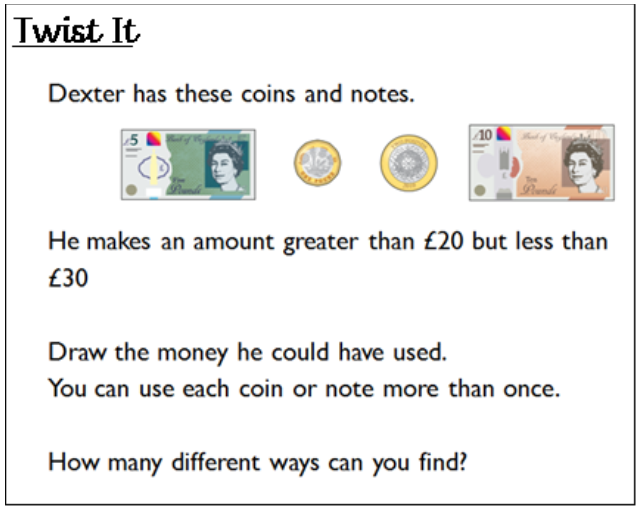 Twist It
Dexter has these coins and notes.
£5
£10
He makes an amount greater than £20 but less than
£30
Draw the money he could have used.
You can use each coin or note more than once.
How many different ways can you find?